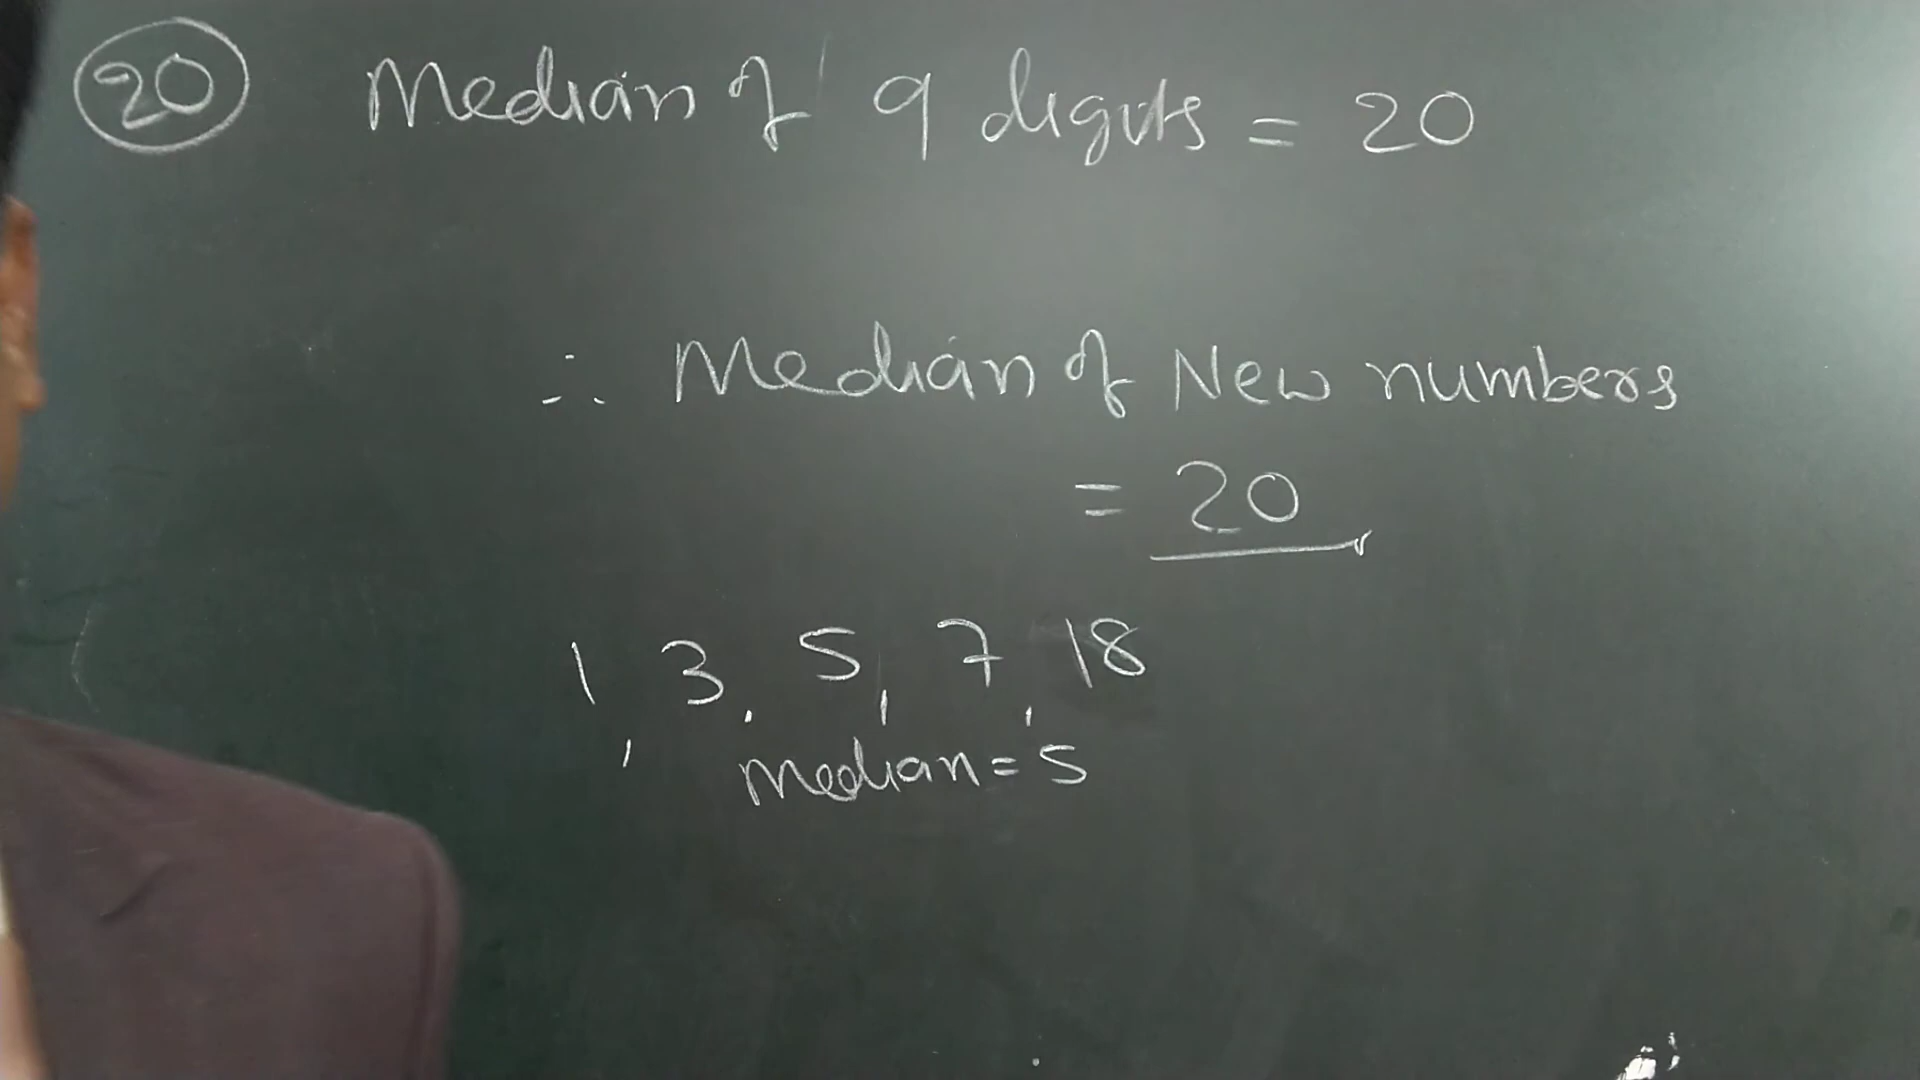 20 Median of 9 digits = 20
∴ Median of New numbers
= 20
1, 3, 5, 7, 18
median = 5